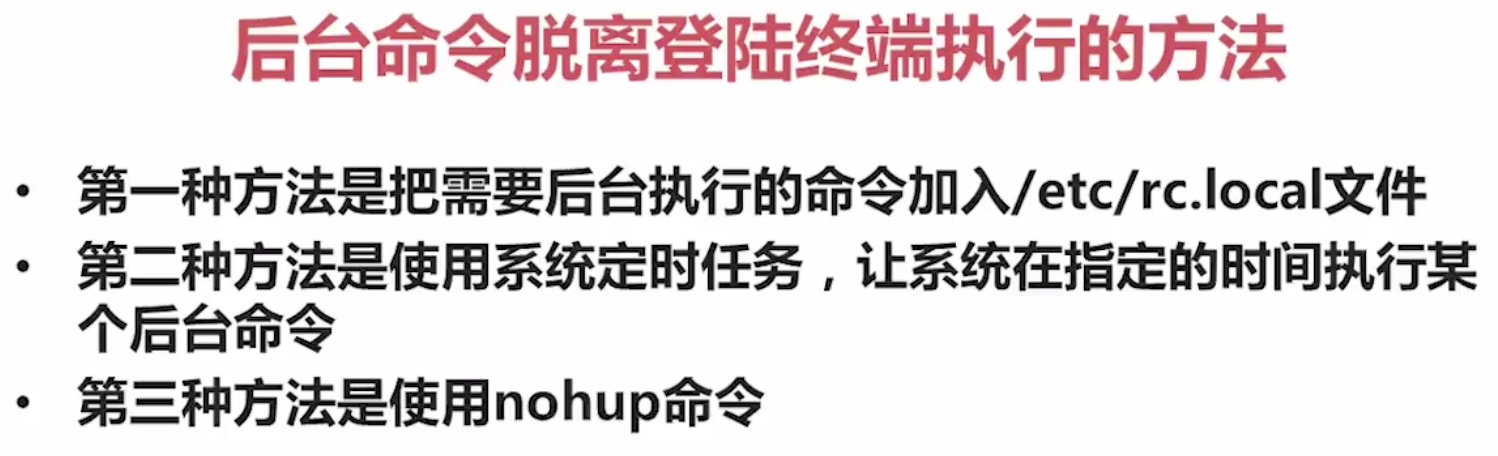 后台命令脱离登陆终端执行的方法
• 第一种方法是把需要后台执行的命令加入/etc/rc.local文件
• 第二种方法是使用系统定时任务，让系统在指定的时间执行某
个后台命令
• 第三种方法是使用nohup命令